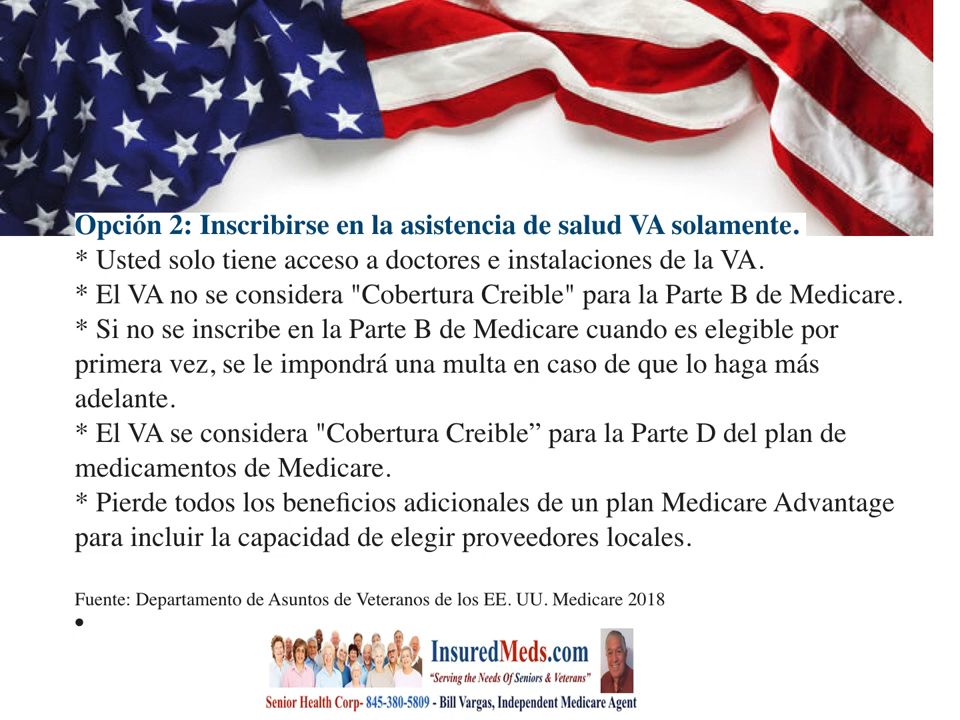 Opción 2: Inscribirse en la asistencia de salud VA solamente.
* Usted solo tiene acceso a doctores e instalaciones de la VA.
* El VA no se considera "Cobertura Creible" para la Parte B de Medicare.
* Si no se inscribe en la Parte B de Medicare cuando es elegible por
primera vez, se le impondrá una multa en caso de que lo haga más
adelante.
* El VA se considera "Cobertura Creible” para la Parte D del plan de
medicamentos de Medicare.
* Pierde todos los beneficios adicionales de un plan Medicare Advantage
para incluir la capacidad de elegir proveedores locales.
Fuente: Departamento de Asuntos de Veteranos de los EE. UU. Medicare 2018
•
InsuredMeds.com
“Serving the Needs Of Seniors & Veterans”
Senior Health Corp- 845-380-5809 - Bill Vargas, Independent Medicare Agent